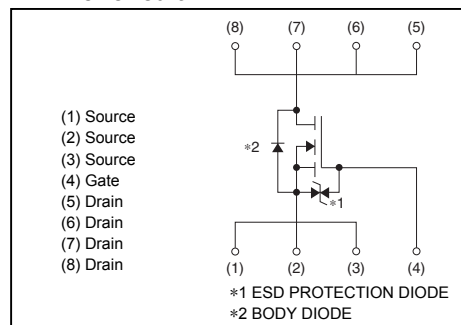 (8) (7) (6) (5)
(1) Source
(2) Source
(3) Source
(4) Gate
(5) Drain
(6) Drain
(7) Drain
(8) Drain
∗2
∗1
(1) (2) (3) (4)
∗1 ESD PROTECTION DIODE
∗2 BODY DIODE